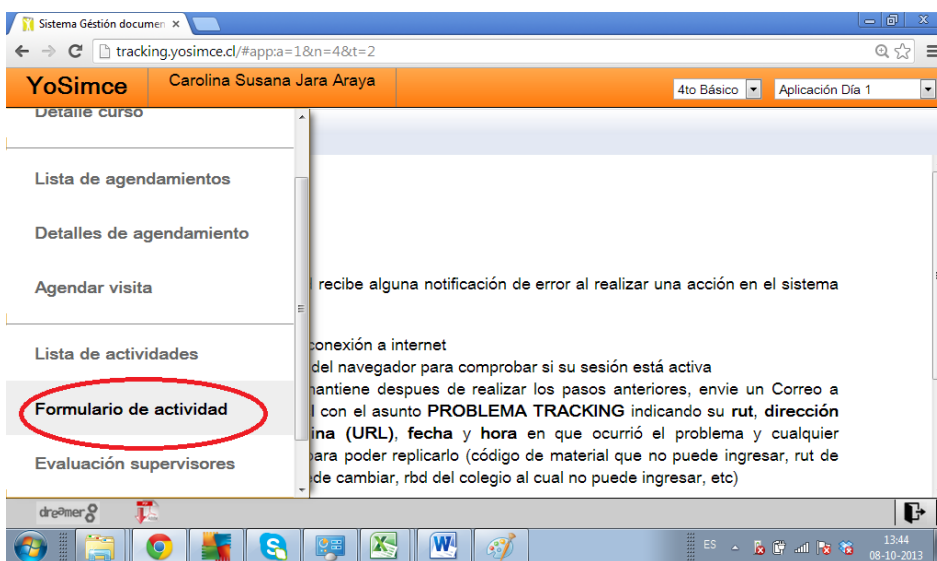 Sistema Géstión documen ×
tracking.yosimce.cl/#app:a=1&n=4&t=2
YoSimce
Carolina Susana Jara Araya
4to Básico
Aplicación Día 1
Detalle curso
Lista de agendamientos
Detalles de agendamiento
Agendar visita
Lista de actividades
Formulario de actividad
Evaluación supervisores
recibe alguna notificación de error al realizar una acción en el sistema
conexión a internet
del navegador para comprobar si su sesión está activa
mantiene despues de realizar los pasos anteriores, envie un Correo a
l con el asunto PROBLEMA TRACKING indicando su rut, dirección
ina (URL), fecha y hora en que ocurrió el problema y cualquier
para poder replicarlo (código de material que no puede ingresar, rut de
de cambiar, rbd del colegio al cual no puede ingresar, etc)
dreamer
ES
13:44
08-10-2013